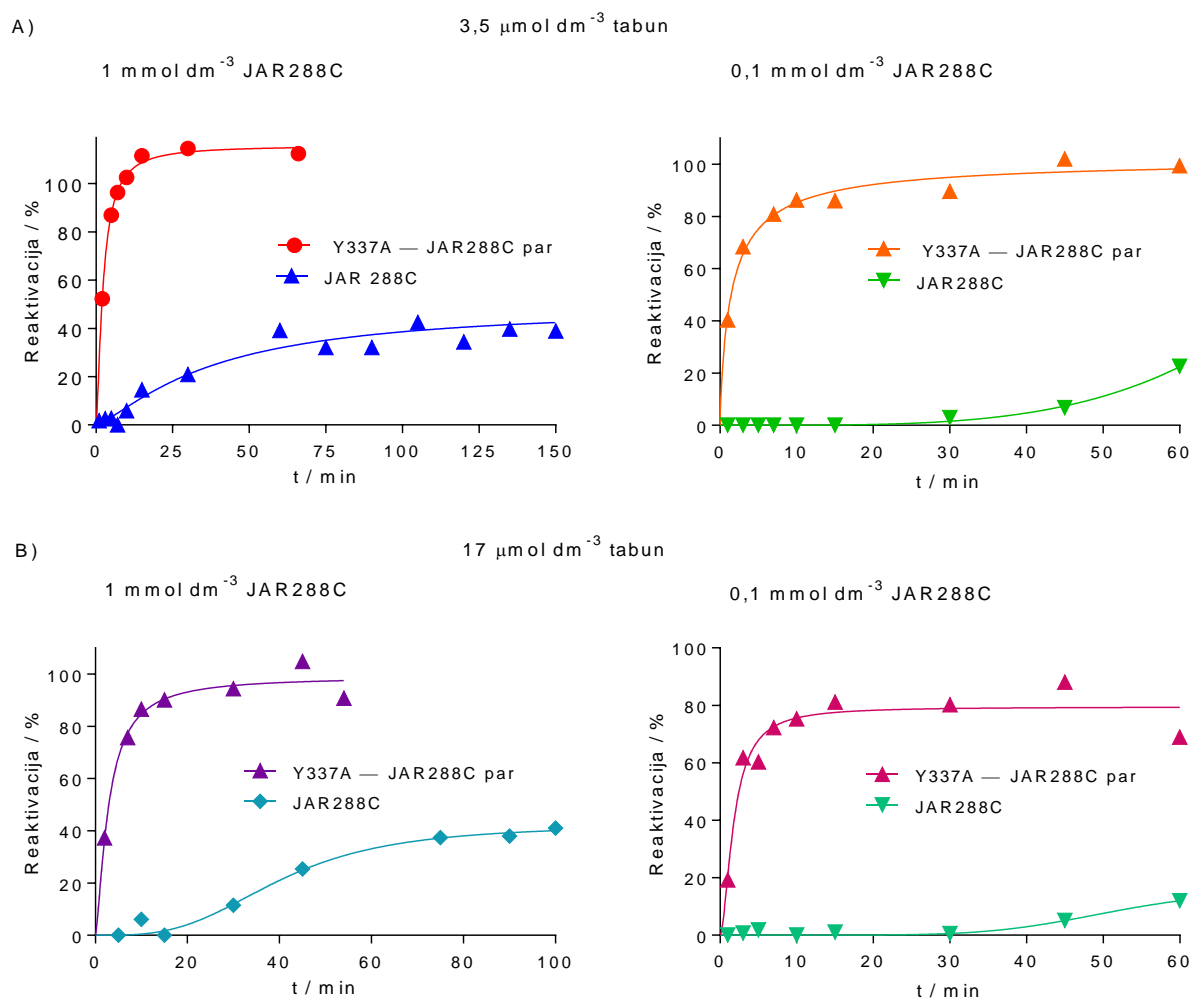 A)
3,5 μmol dm⁻³ tabun
1 mmol dm⁻³ JAR288C
0,1 mmol dm⁻³ JAR288C
Reaktivacija / %
100
80
60
40
20
0
Y337A — JAR288C par
JAR 288C
0 25 50 75 100 125 150
t / min
Reaktivacija / %
100
80
60
40
20
0
Y337A — JAR288C par
JAR288C
0 10 20 30 40 50 60
t / min
B)
17 μmol dm⁻³ tabun
1 mmol dm⁻³ JAR288C
0,1 mmol dm⁻³ JAR288C
Reaktivacija / %
100
80
60
40
20
0
Y337A — JAR288C par
JAR288C
0 20 40 60 80 100
t / min
Reaktivacija / %
100
80
60
40
20
0
Y337A — JAR288C par
JAR288C
0 10 20 30 40 50 60
t / min